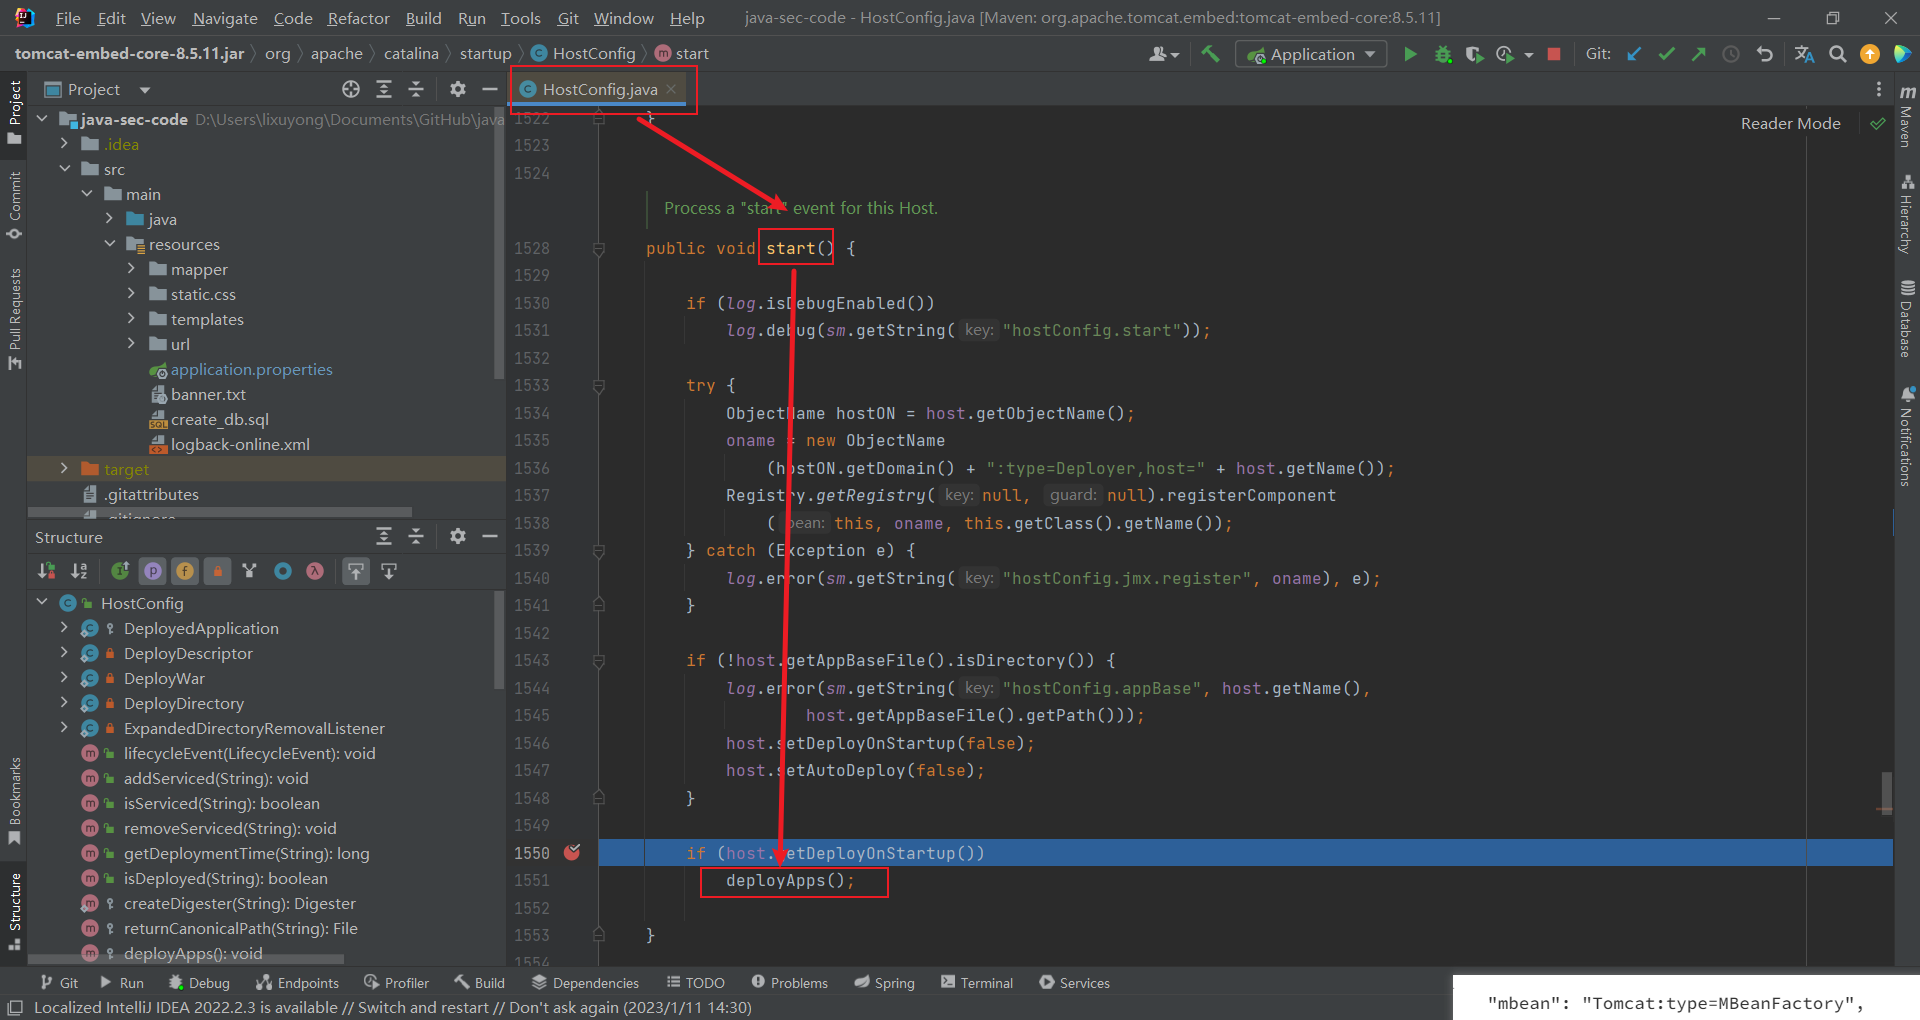 File Edit View Navigate Code Refactor Build Run Tools Git Window Help java-sec-code - HostConfig.java [Maven: org.apache.tomcat.embed:tomcat-embed-core:8.5.11]
tomcat-embed-core-8.5.11.jar org apache catalina startup HostConfig start Application Git:
Project HostConfig.java
java-sec-code D:\Users\lixuyong\Documents\GitHub\java
.idea
src
main
java
resources
mapper
static.css
templates
url
application.properties
banner.txt
create_db.sql
logback-online.xml
target
.gitattributes
.gitignore
Structure
HostConfig
DeployedApplication
DeployDescriptor
DeployWar
DeployDirectory
ExpandedDirectoryRemovalListener
lifecycleEvent(LifecycleEvent): void
addServiced(String): void
isServiced(String): boolean
removeServiced(String): void
getDeploymentTime(String): long
isDeployed(String): boolean
createDigester(String): Digester
returnCanonicalPath(String): File
deployApps(): void
Project
Commit
Pull Requests
Bookmarks
Structure
Reader Mode
1522 }
1523
1524
Process a "start" event for this Host.
1528 public void start() {
1529
1530 if (log.isDebugEnabled())
1531 log.debug(sm.getString( key: "hostConfig.start"));
1532
1533 try {
1534 ObjectName hostON = host.getObjectName();
1535 oname = new ObjectName
1536 (hostON.getDomain() + ":type=Deployer,host=" + host.getName());
1537 Registry.getRegistry( key: null, guard: null).registerComponent
1538 ( bean: this, oname, this.getClass().getName());
1539 } catch (Exception e) {
1540 log.error(sm.getString( key: "hostConfig.jmx.register", oname), e);
1541 }
1542
1543 if (!host.getAppBaseFile().isDirectory()) {
1544 log.error(sm.getString( key: "hostConfig.appBase", host.getName(),
1545 host.getAppBaseFile().getPath()));
1546 host.setDeployOnStartup(false);
1547 host.setAutoDeploy(false);
1548 }
1549
1550 if (host.getDeployOnStartup())
1551 deployApps();
1552
1553 }
1554
Maven
Hierarchy
Database
Notifications
Git Run Debug Endpoints Profiler Build Dependencies TODO Problems Spring Terminal Services
Localized IntelliJ IDEA 2022.2.3 is available // Switch and restart // Don't ask again (2023/1/11 14:30)
"mbean": "Tomcat:type=MBeanFactory",